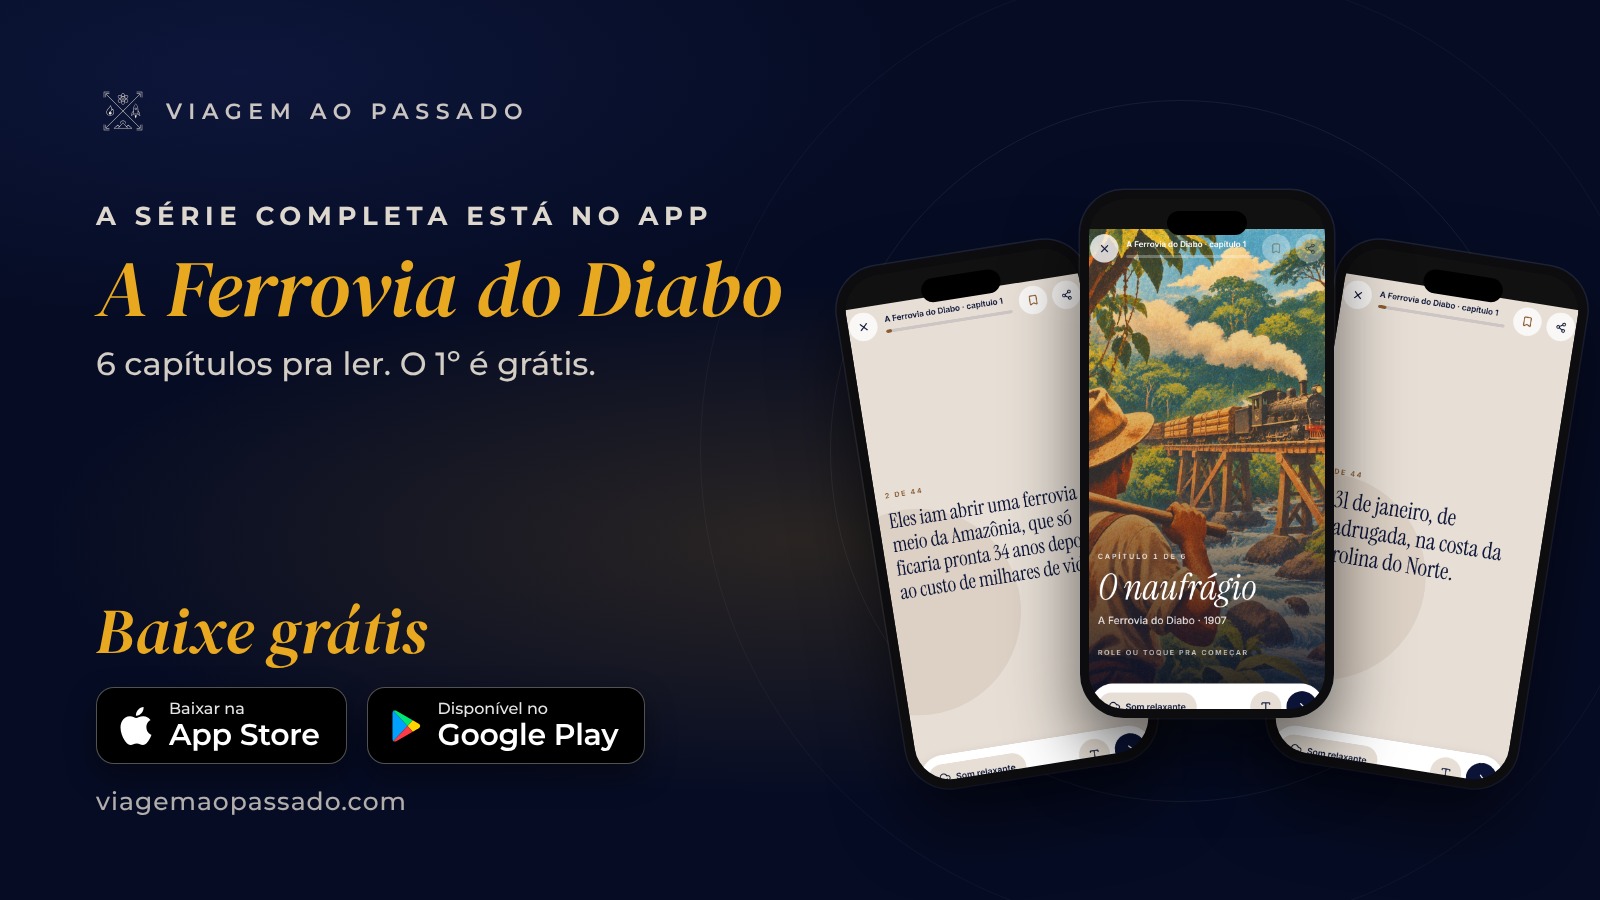 VIAGEM AO PASSADO
A SÉRIE COMPLETA ESTÁ NO APP
A Ferrovia do Diabo
6 capítulos pra ler. O 1º é grátis.
Baixe grátis
Baixar na
App Store
Disponível no
Google Play
viagemaopassado.com
A Ferrovia do Diabo · capítulo 1
2 DE 44
Eles iam abrir uma ferrovia
meio da Amazônia, que só
ficaria pronta 34 anos
ao custo de milhares de
Som relaxante
A Ferrovia do Diabo · capítulo 1
CAPÍTULO 1 DE 6
O naufrágio
A Ferrovia do Diabo · 1907
ROLE OU TOQUE PRA COMEÇAR
Som relaxante
T
A Ferrovia do Diabo · capítulo 1
DE 44
31 de janeiro, de
na costa da
do Norte.
Som relaxante
T